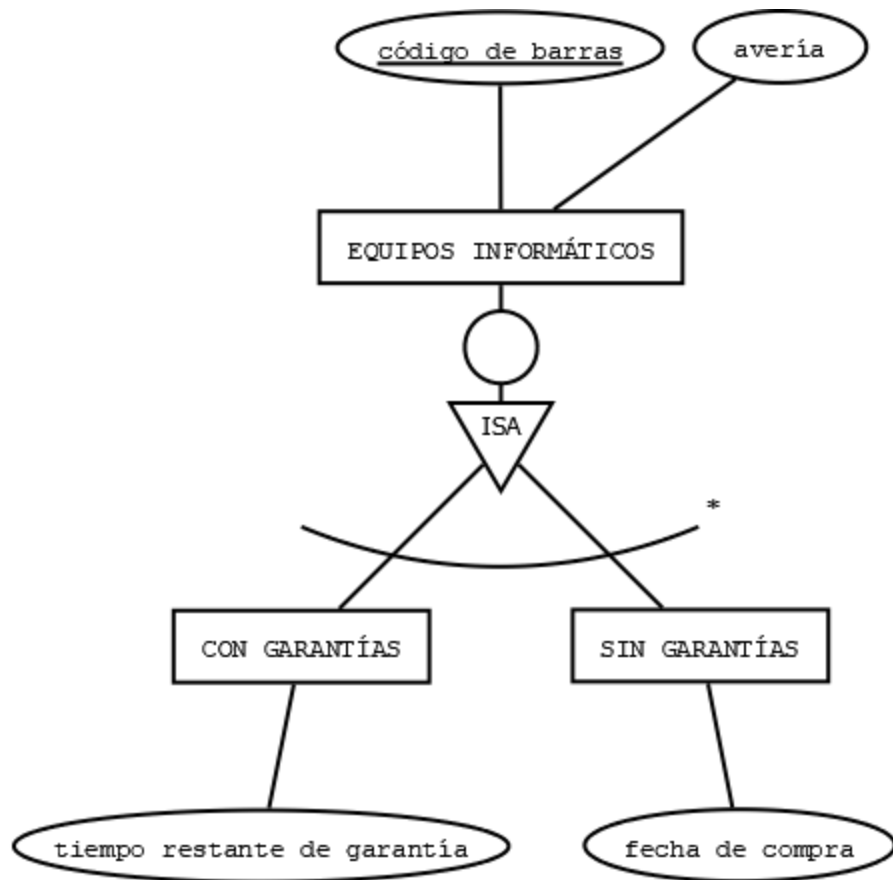 código de barras
avería
EQUIPOS INFORMÁTICOS
ISA
*
CON GARANTÍAS
SIN GARANTÍAS
tiempo restante de garantía
fecha de compra